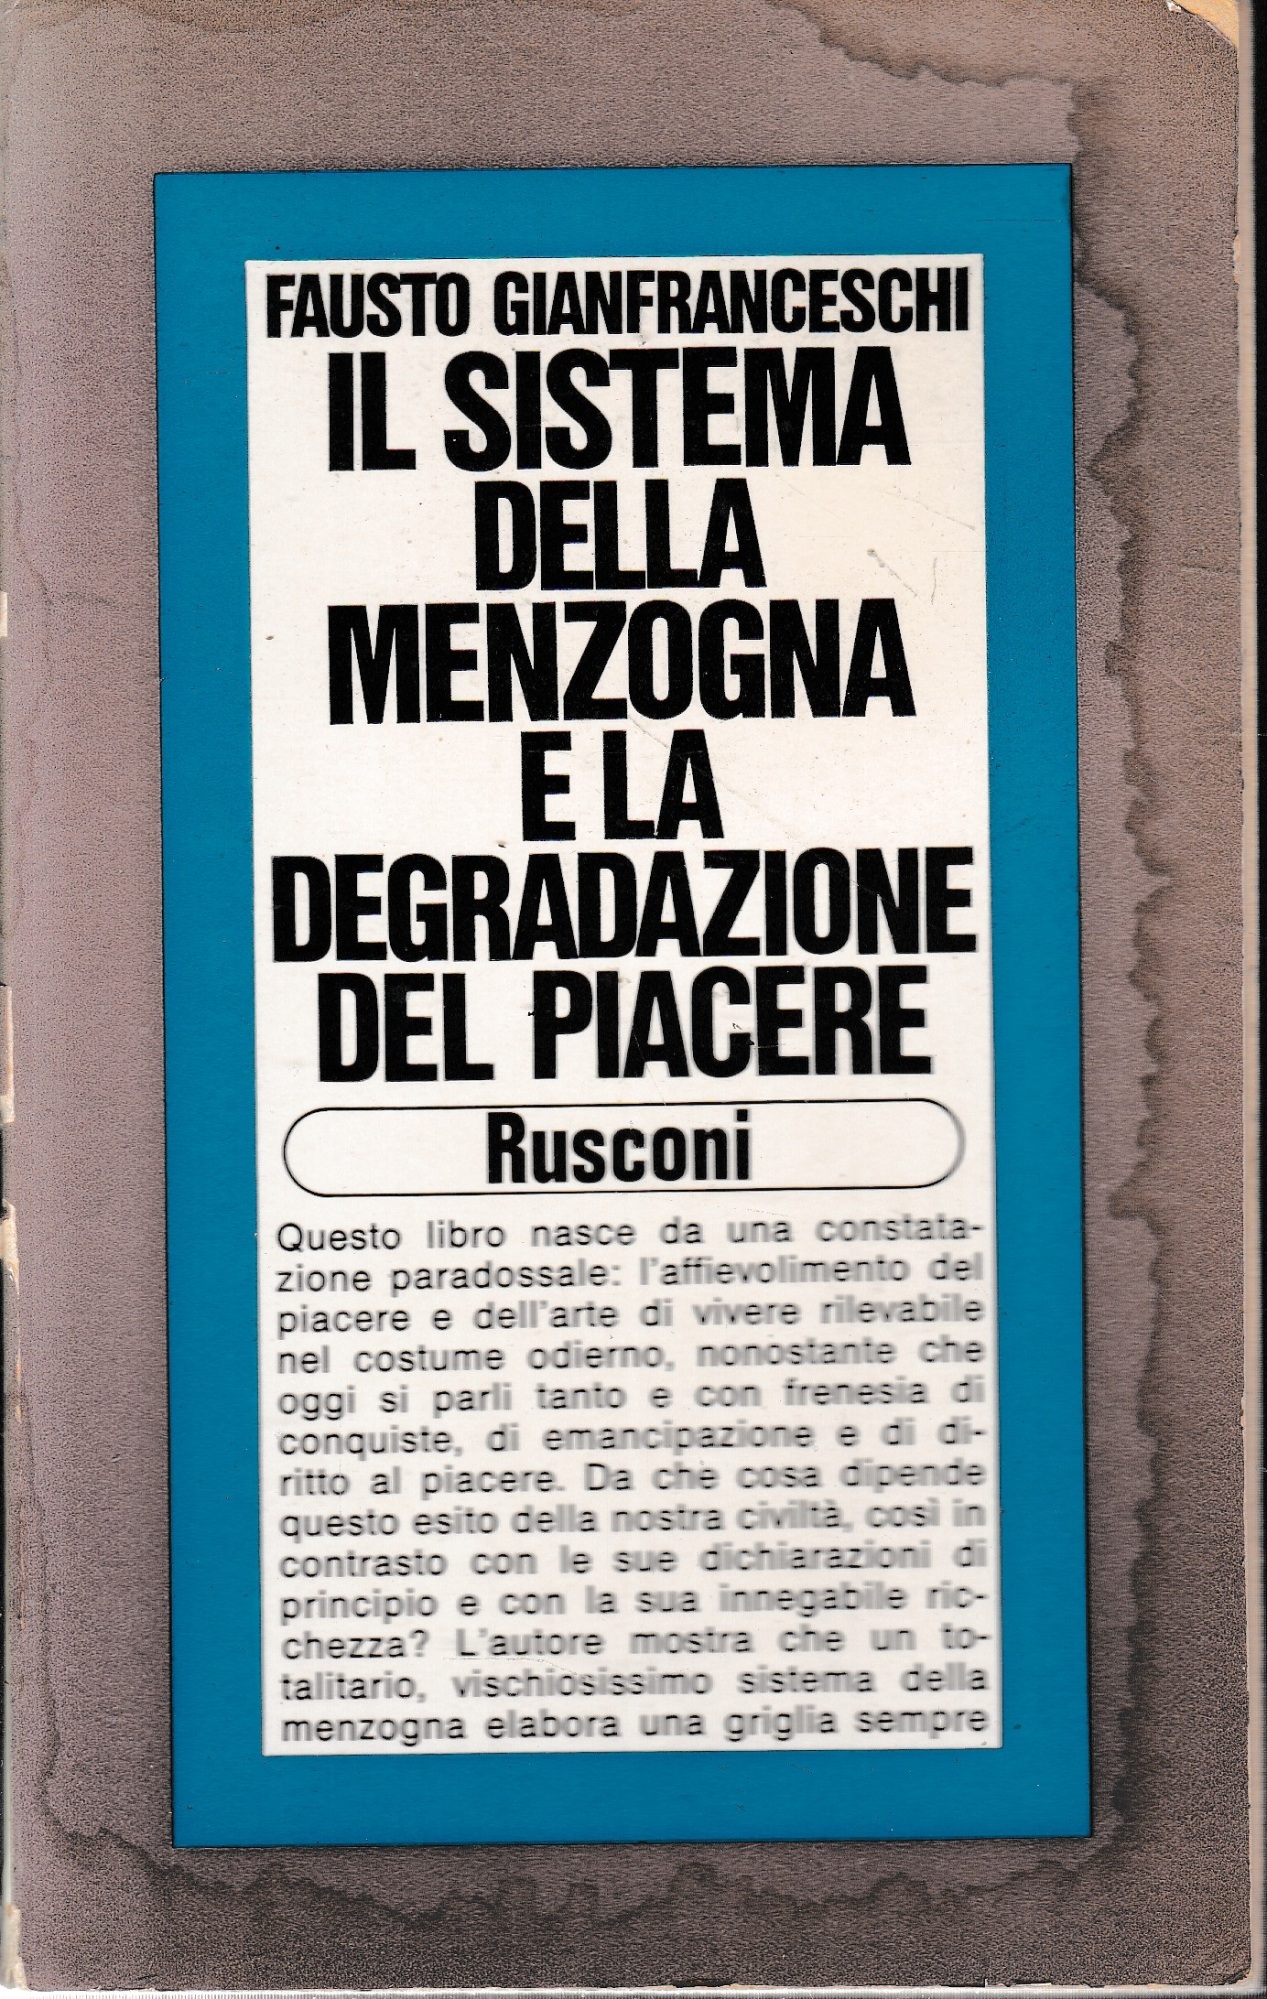 FAUSTO GIANFRANCESCHI
IL SISTEMA
DELLA
MENZOGNA
E LA
DEGRADAZIONE
DEL PIACERE
Rusconi
Questo libro nasce da una constata-
zione paradossale: l'affievolimento del
piacere e dell'arte di vivere rilevabile
nel costume odierno, nonostante che
oggi si parli tanto e con frenesia di
conquiste, di emancipazione e di di-
ritto al piacere. Da che cosa dipende
questo esito della nostra civiltà, così in
contrasto con le sue dichiarazioni di
principio e con la sua innegabile ric-
chezza? L'autore mostra che un to-
talitario, vischiosissimo sistema della
menzogna elabora una griglia sempre